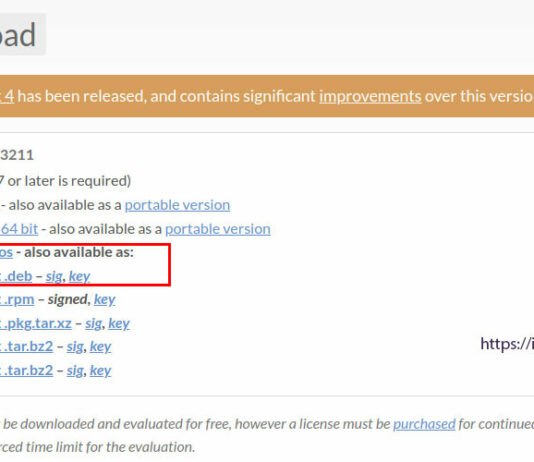 oad
4 has been released, and contains significant improvements over this versio
3211
7 or later is required)
- also available as a portable version
64 bit - also available as a portable version
os - also available as:
.deb – sig, key
.rpm – signed, key
.pkg.tar.xz – sig, key
.tar.bz2 – sig, key
.tar.bz2 – sig, key
https://i
be downloaded and evaluated for free, however a license must be purchased for continued
rced time limit for the evaluation.